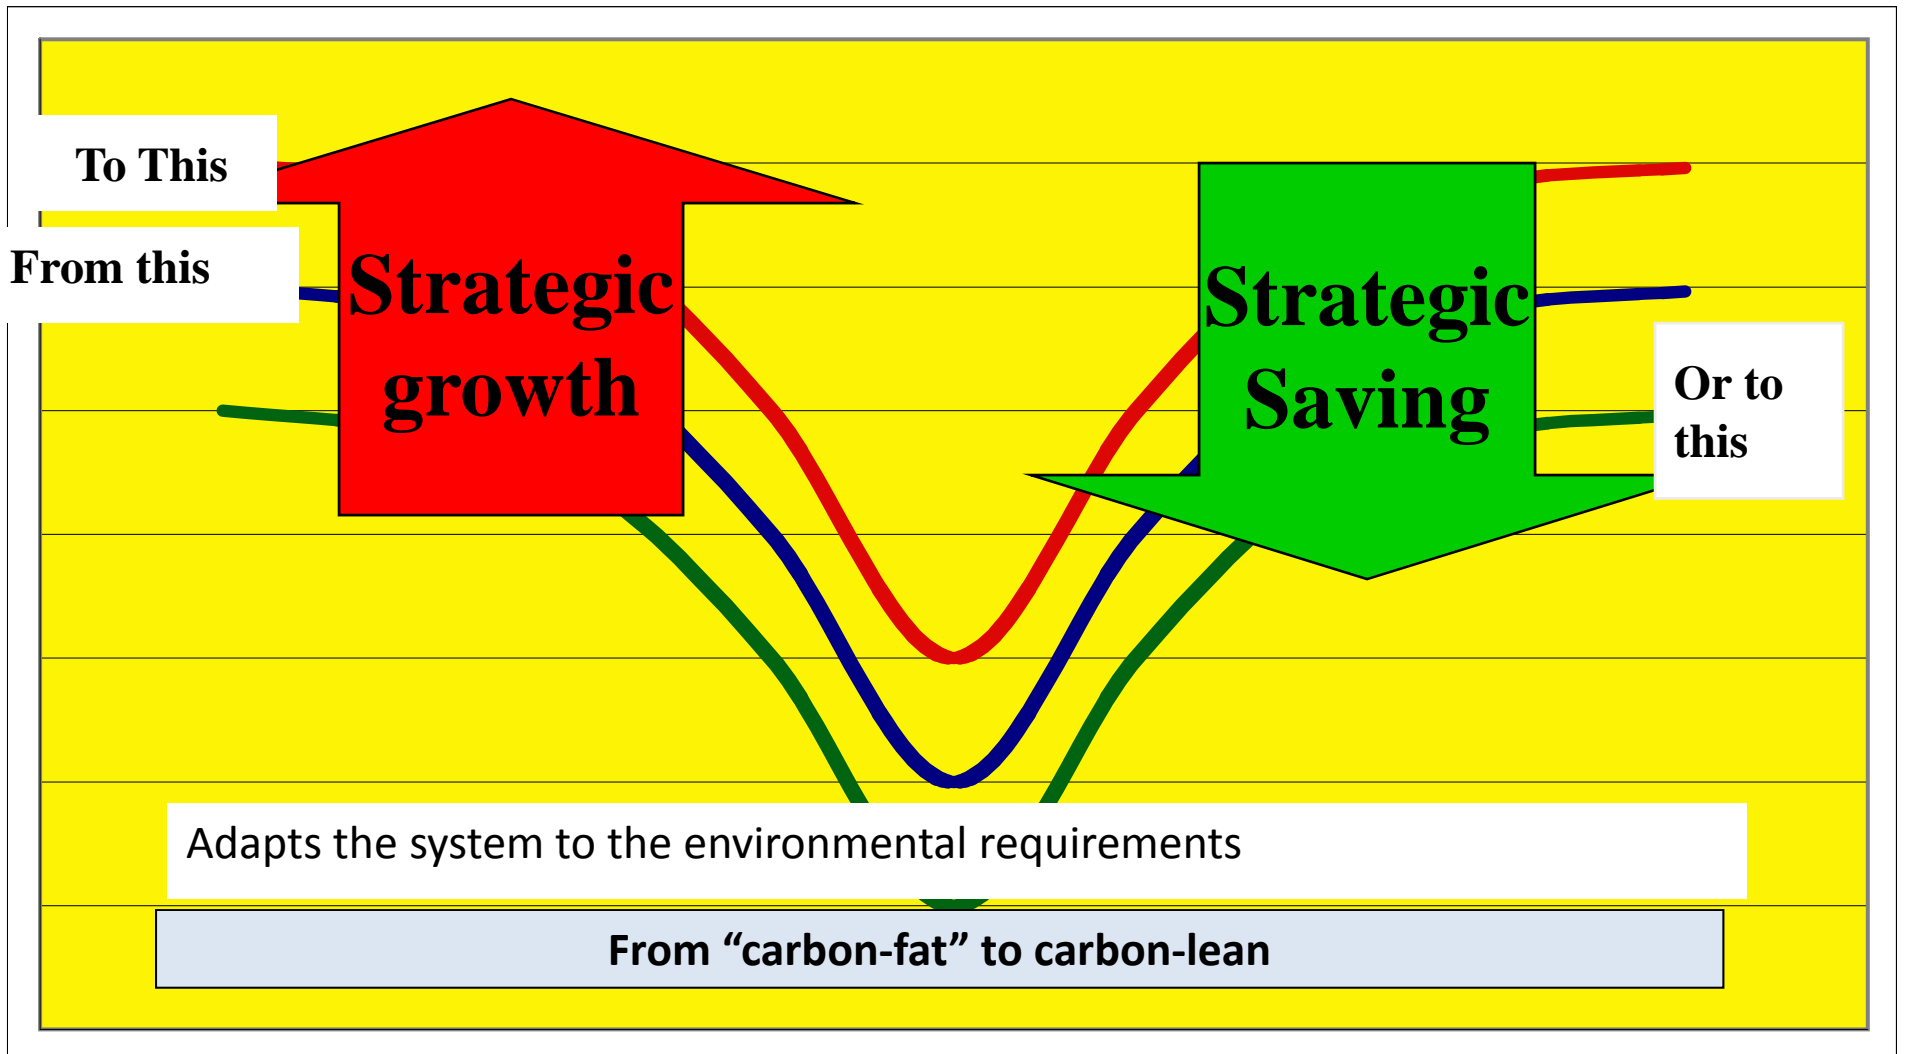 To This
From this
Strategic
growth
Strategic
Saving
Or to
this
Adapts the system to the environmental requirements
From “carbon-fat” to carbon-lean